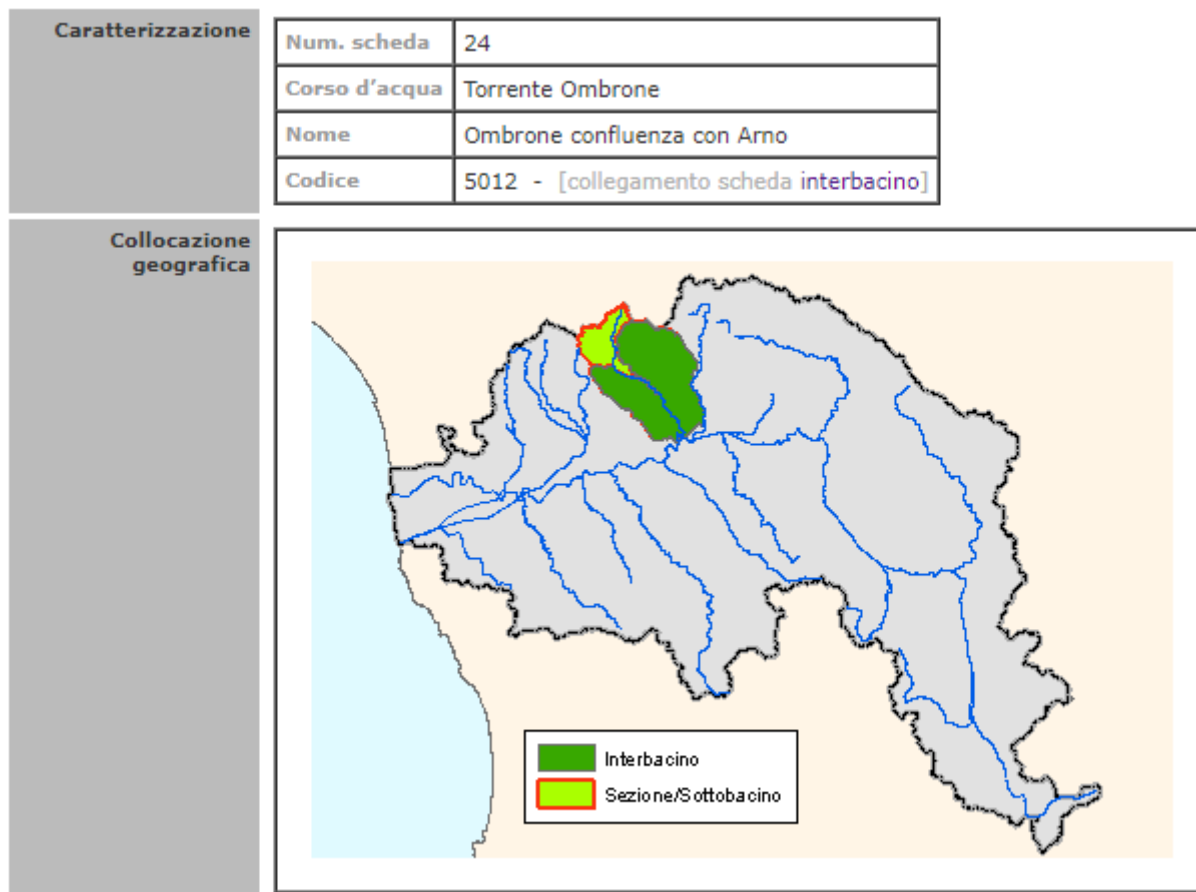 Caratterizzazione
Num. scheda 24
Corso d’acqua Torrente Ombrone
Nome Ombrone confluenza con Arno
Codice 5012 - [collegamento scheda interbacino]
Collocazione
geografica
Interbacino
Sezione/Sottobacino